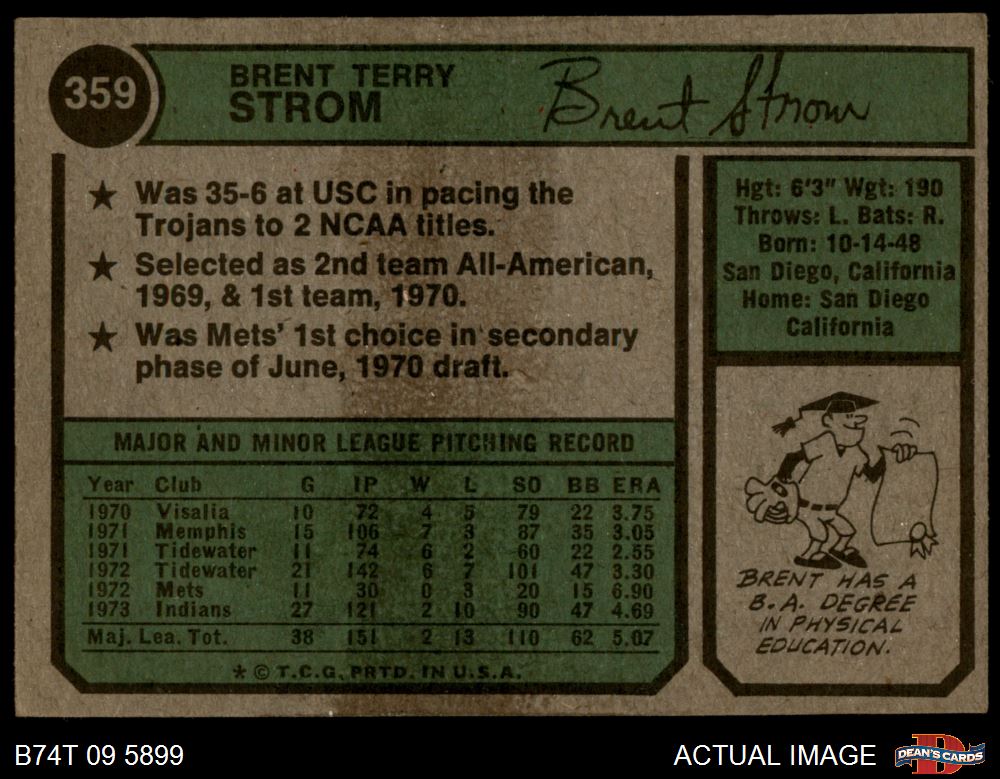 359
BRENT TERRY
STROM
Brent Strom
★ Was 35-6 at USC in pacing the
Trojans to 2 NCAA titles.
★ Selected as 2nd team All-American,
1969, & 1st team, 1970.
★ Was Mets' 1st choice in secondary
phase of June, 1970 draft.
MAJOR AND MINOR LEAGUE PITCHING RECORD
Year Club G IP W L SO BB ERA
1970 Visalia 10 72 4 5 79 22 3.75
1971 Memphis 15 106 7 3 87 35 3.05
1971 Tidewater 11 74 6 2 60 22 2.55
1972 Tidewater 21 142 6 7 101 47 3.30
1972 Mets 11 30 0 3 20 15 6.90
1973 Indians 27 121 2 10 90 47 4.69
Maj. Lea. Tot. 38 151 2 13 110 62 5.07
* © T.C.G. PRTD. IN U.S.A.
Hgt: 6'3" Wgt: 190
Throws: L. Bats: R.
Born: 10-14-48
San Diego, California
Home: San Diego
California
BRENT HAS A
B.A. DEGREE
IN PHYSICAL
EDUCATION.
B74T 09 5899
ACTUAL IMAGE
DEAN'S CARDS